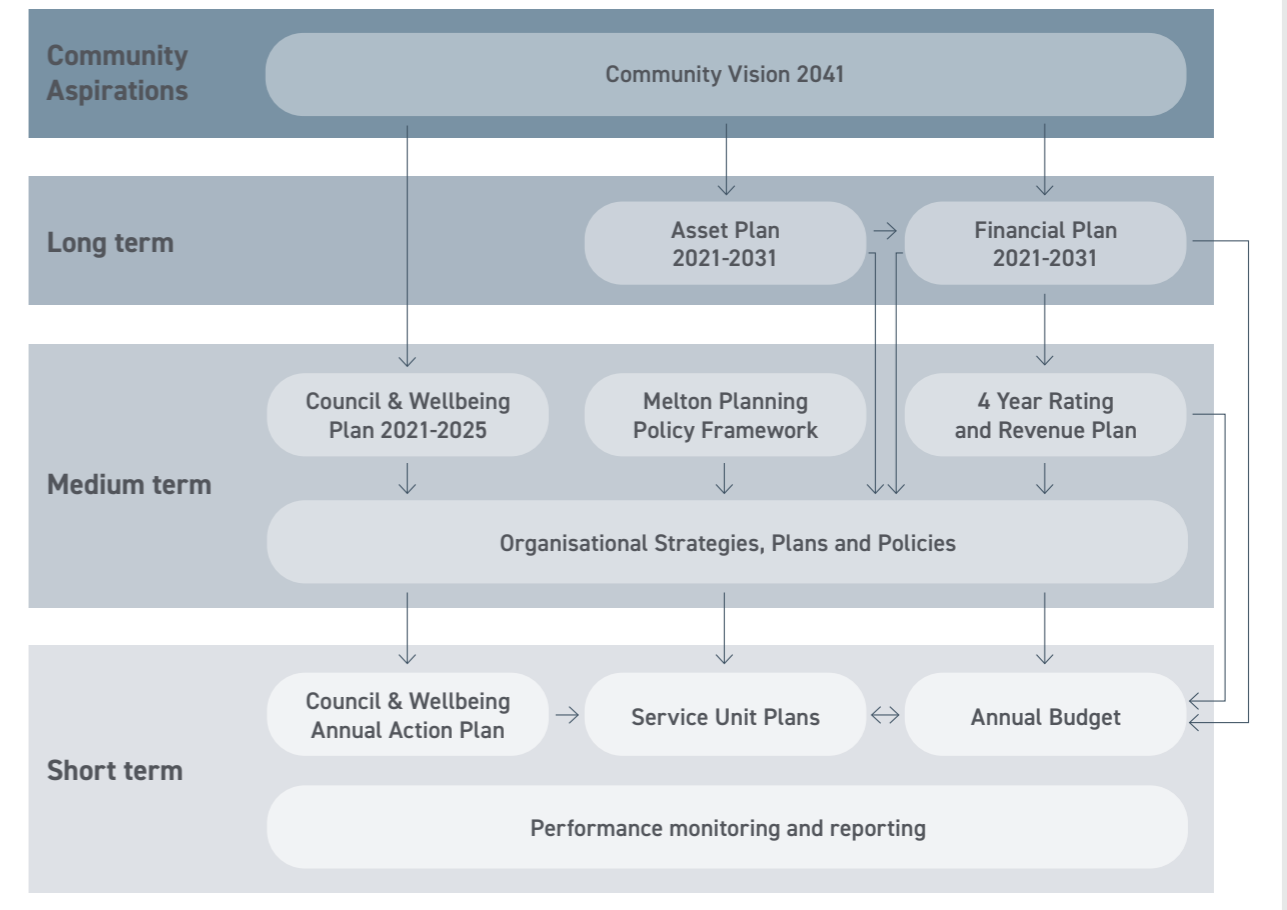 Community
Aspirations
Community Vision 2041
Long term
Asset Plan
2021-2031
Financial Plan
2021-2031
Medium term
Council & Wellbeing
Plan 2021-2025
Melton Planning
Policy Framework
4 Year Rating
and Revenue Plan
Organisational Strategies, Plans and Policies
Short term
Council & Wellbeing
Annual Action Plan
Service Unit Plans
Annual Budget
Performance monitoring and reporting